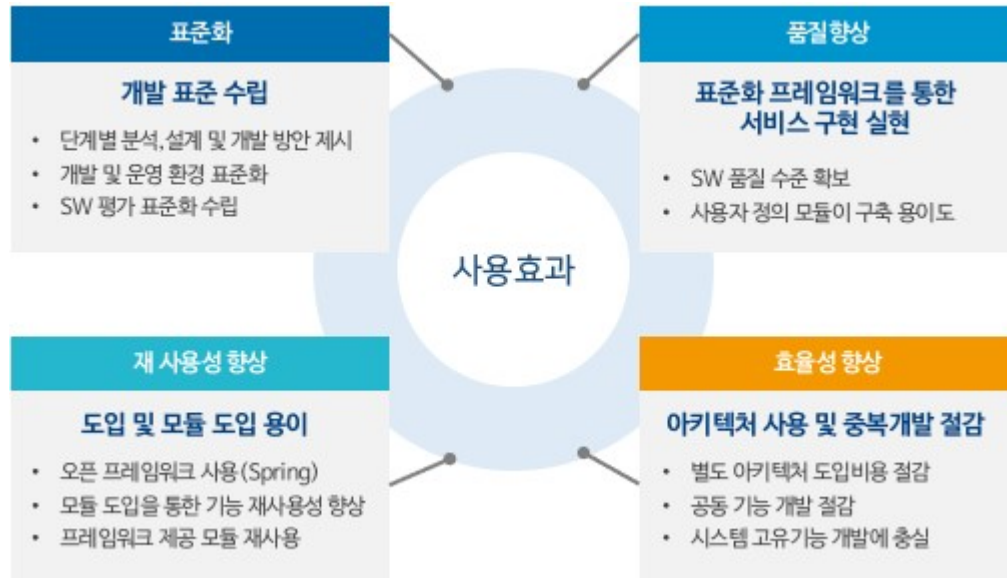 표준화
개발 표준 수립
• 단계별 분석, 설계 및 개발 방안 제시
• 개발 및 운영 환경 표준화
• SW 평가 표준화 수립
품질향상
표준화 프레임워크를 통한
서비스 구현 실현
• SW 품질 수준 확보
• 사용자 정의 모듈이 구축 용이도
사용효과
재 사용성 향상
도입 및 모듈 도입 용이
• 오픈 프레임워크 사용(Spring)
• 모듈 도입을 통한 기능 재사용성 향상
• 프레임워크 제공 모듈 재사용
효율성 향상
아키텍처 사용 및 중복개발 절감
• 별도 아키텍처 도입비용 절감
• 공동 기능 개발 절감
• 시스템 고유기능 개발에 충실